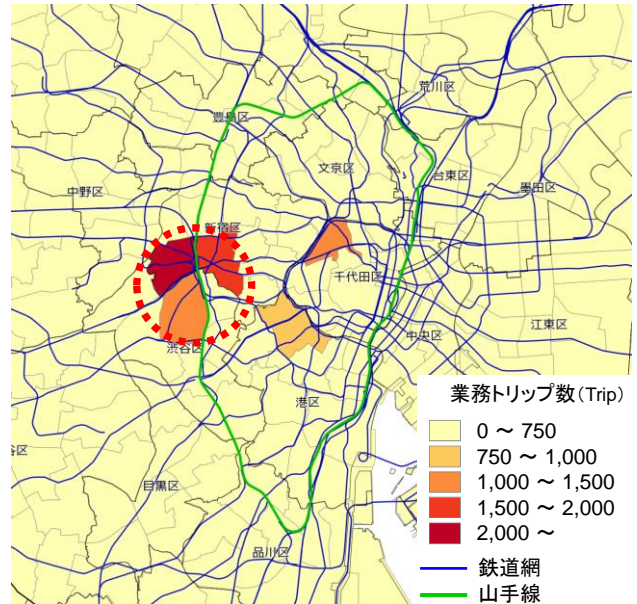 荒川区
豊島区
文京区
台東区
中野区
墨田区
新宿区
千代田区
中央区
江東区
渋谷区
港区
谷区
目黒区
品川区
業務トリップ数(Trip)
0 ~ 750
750 ~ 1,000
1,000 ~ 1,500
1,500 ~ 2,000
2,000 ~
鉄道網
山手線